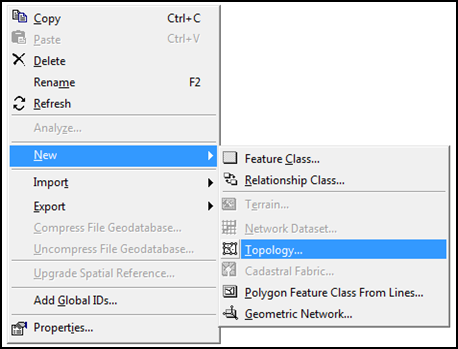 Copy Ctrl+C
Paste Ctrl+V
Delete
Rename F2
Refresh
Analyze...
New
Import
Export
Compress File Geodatabase...
Uncompress File Geodatabase...
Upgrade Spatial Reference...
Add Global IDs...
Properties...
Feature Class...
Relationship Class...
Terrain...
Network Dataset...
Topology...
Cadastral Fabric...
Polygon Feature Class From Lines...
Geometric Network...